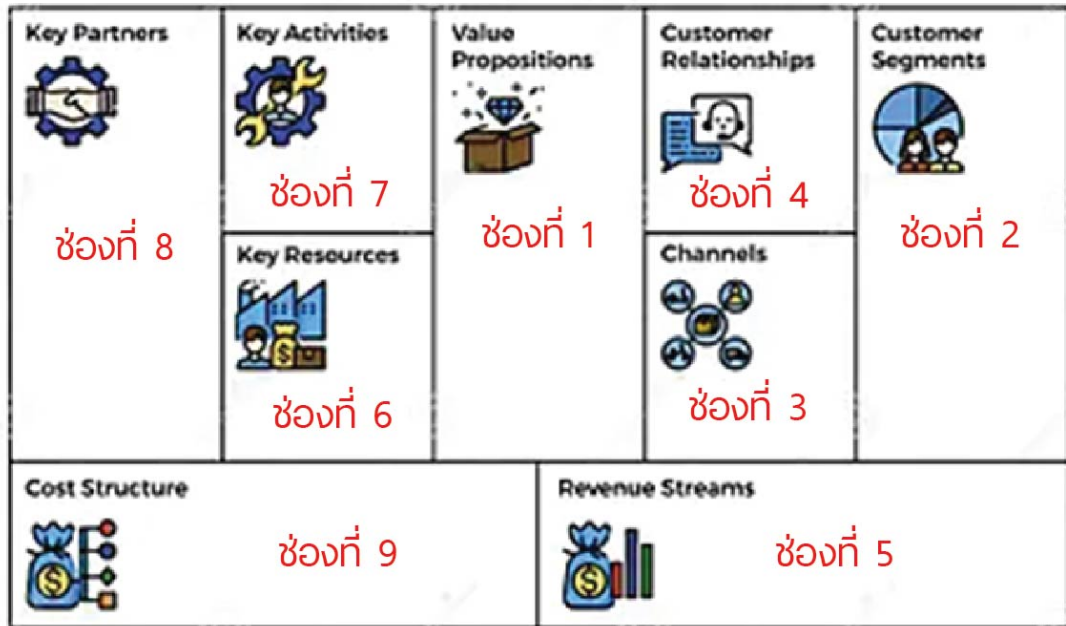 Key Partners
ช่องที่ 8
Key Activities
ช่องที่ 7
Key Resources
ช่องที่ 6
Value
Propositions
ช่องที่ 1
Customer
Relationships
ช่องที่ 4
Channels
ช่องที่ 3
Customer
Segments
ช่องที่ 2
Cost Structure
ช่องที่ 9
Revenue Streams
ช่องที่ 5